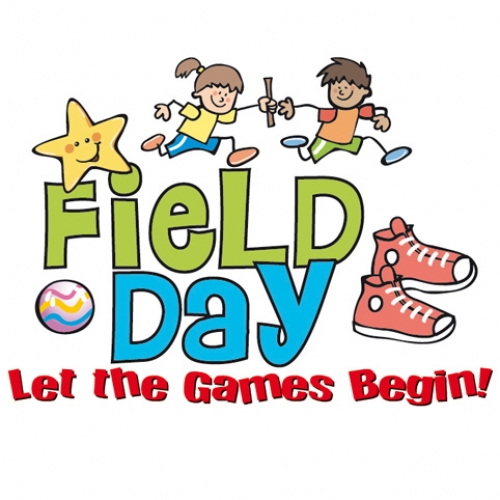 FieLD
Day
Let the Games Begin!